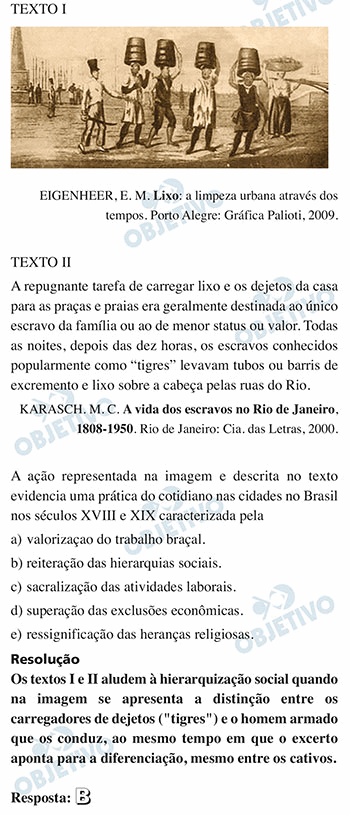 TEXTO I
EIGENHEER, E. M. Lixo: a limpeza urbana através dos
tempos. Porto Alegre: Gráfica Palioti, 2009.
TEXTO II
A repugnante tarefa de carregar lixo e os dejetos da casa
para as praças e praias era geralmente destinada ao único
escravo da família ou ao de menor status ou valor. Todas
as noites, depois das dez horas, os escravos conhecidos
popularmente como “tigres” levavam tubos ou barris de
excremento e lixo sobre a cabeça pelas ruas do Rio.
KARASCH. M. C. A vida dos escravos no Rio de Janeiro,
1808-1950. Rio de Janeiro: Cia. das Letras, 2000.
A ação representada na imagem e descrita no texto
evidencia uma prática do cotidiano nas cidades no Brasil
nos séculos XVIII e XIX caracterizada pela
a) valorizaçao do trabalho braçal.
b) reiteração da hierarquias sociais.
c) sacralização das atividades laborais.
d) superação das exclusões econômicas.
e) ressignificação das heranças religiosas.
Resolução
Os textos I e II aludem à hierarquização social quando
na imagem se apresenta a distinção entre os
carregadores de dejetos ("tigres") e o homem armado
que os conduz, ao mesmo tempo em que o excerto
aponta para a diferenciação, mesmo entre os cativos.
Resposta: B
OBJETIVO
OBJETIVO
OBJETIVO
OBJETIVO
OBJETIVO
OBJETIVO
OBJETIVO
OBJETIVO